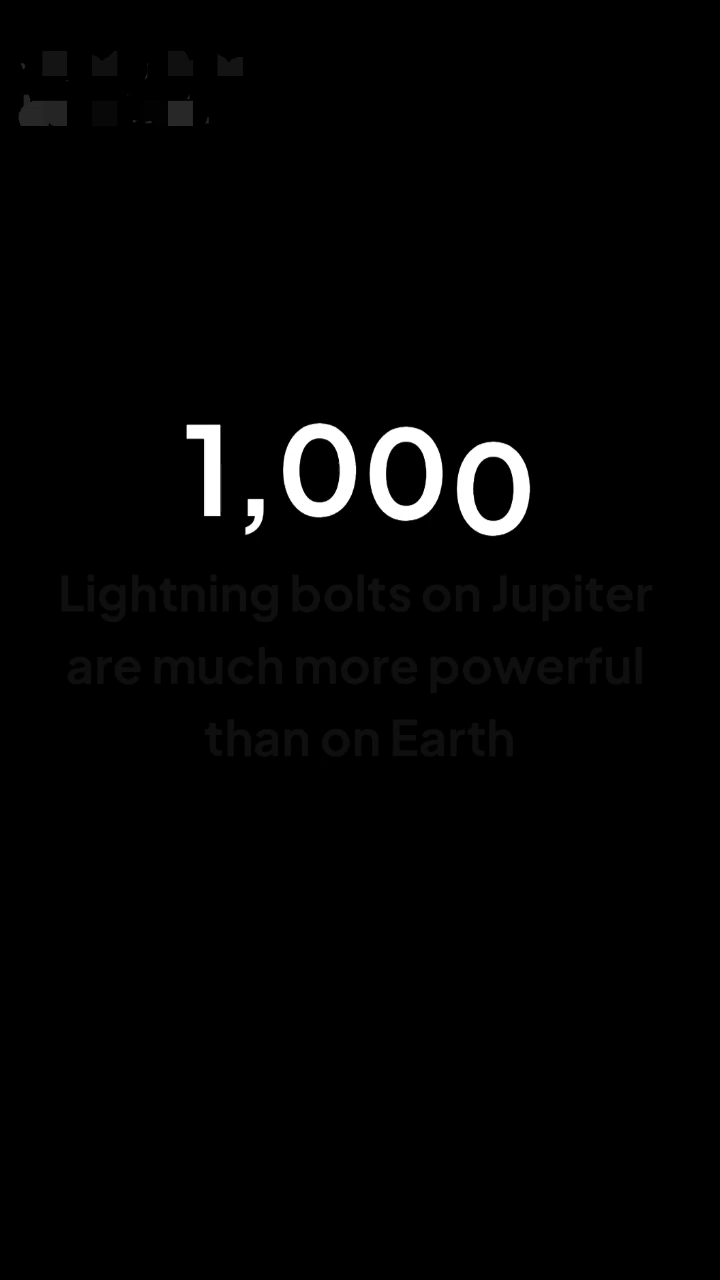 1,000
Lightning bolts on Jupiter
are much more powerful
than on Earth